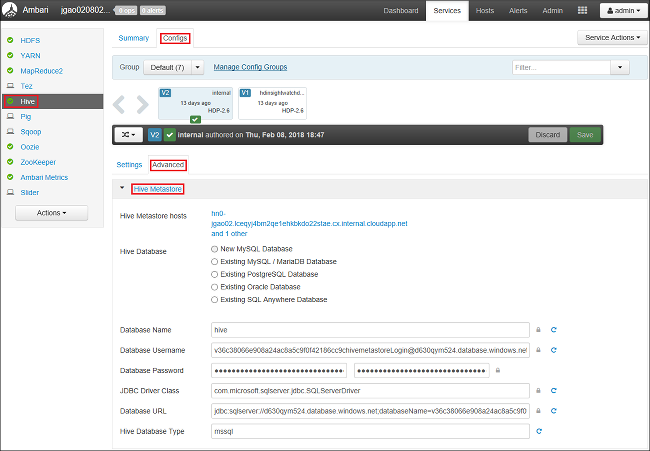 Ambari jgao020802... 0 ops 0 alerts Dashboard Services Hosts Alerts Admin admin
HDFS
YARN
MapReduce2
Tez
Hive
Pig
Sqoop
Oozie
ZooKeeper
Ambari Metrics
Slider
Actions
Summary Configs Service Actions
Group Default (7) Manage Config Groups Filter...
V2 internal
13 days ago
HDP-2.6
V1 hdinsightwatchd...
13 days ago
HDP-2.6
V2 internal authored on Thu, Feb 08, 2018 18:47 Discard Save
Settings Advanced
Hive Metastore
Hive Metastore hosts
hn0-
jgao02.lceqyj4bm2qe1ehkbkdo22stae.cx.internal.cloudapp.net
and 1 other
Hive Database
New MySQL Database
Existing MySQL / MariaDB Database
Existing PostgreSQL Database
Existing Oracle Database
Existing SQL Anywhere Database
Database Name hive
Database Username v36c38066e908a24ac8a5c9f0f42186cc9chivemetastoreLogin@d630qym524.database.windows.net
Database Password
JDBC Driver Class com.microsoft.sqlserver.jdbc.SQLServerDriver
Database URL jdbc:sqlserver://d630qym524.database.windows.net;databaseName=v36c38066e908a24ac8a5c9f0
Hive Database Type mssql